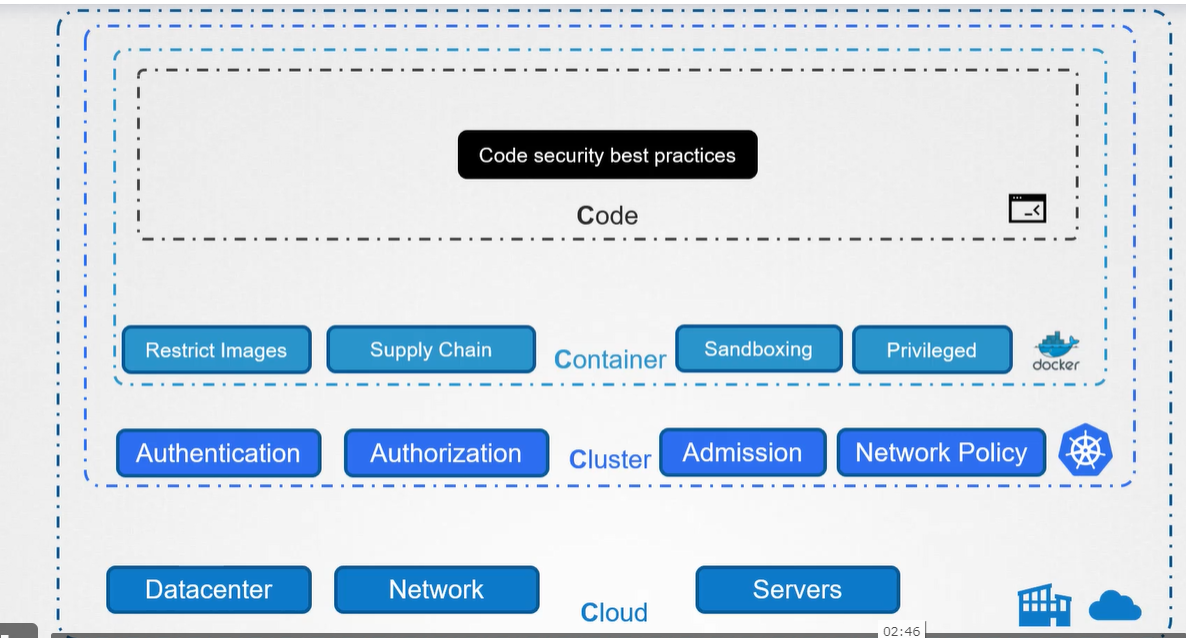 Code security best practices
Code
Restrict Images
Supply Chain
Container
Sandboxing
Privileged
docker
Authentication
Authorization
Cluster
Admission
Network Policy
Datacenter
Network
Cloud
Servers
02:46